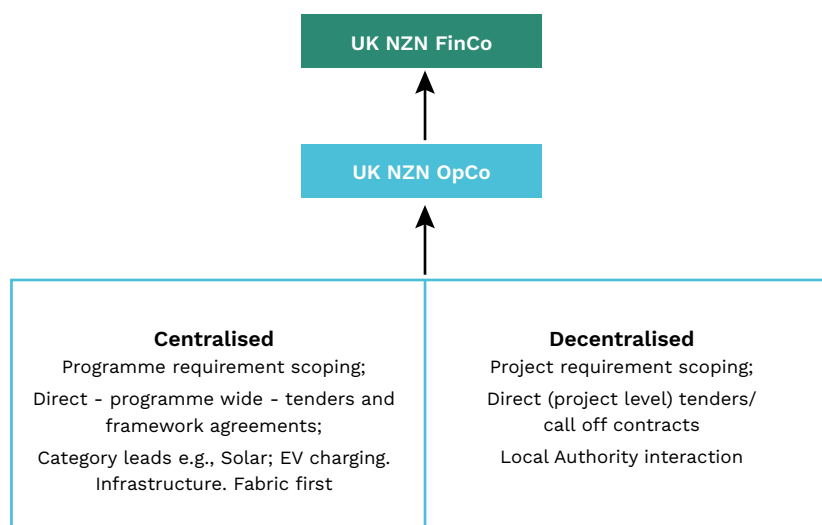 UK NZN FinCo
UK NZN OpCo
Centralised
Programme requirement scoping;
Direct - programme wide - tenders and
framework agreements;
Category leads e.g., Solar; EV charging.
Infrastructure. Fabric first
Decentralised
Project requirement scoping;
Direct (project level) tenders/
call off contracts
Local Authority interaction